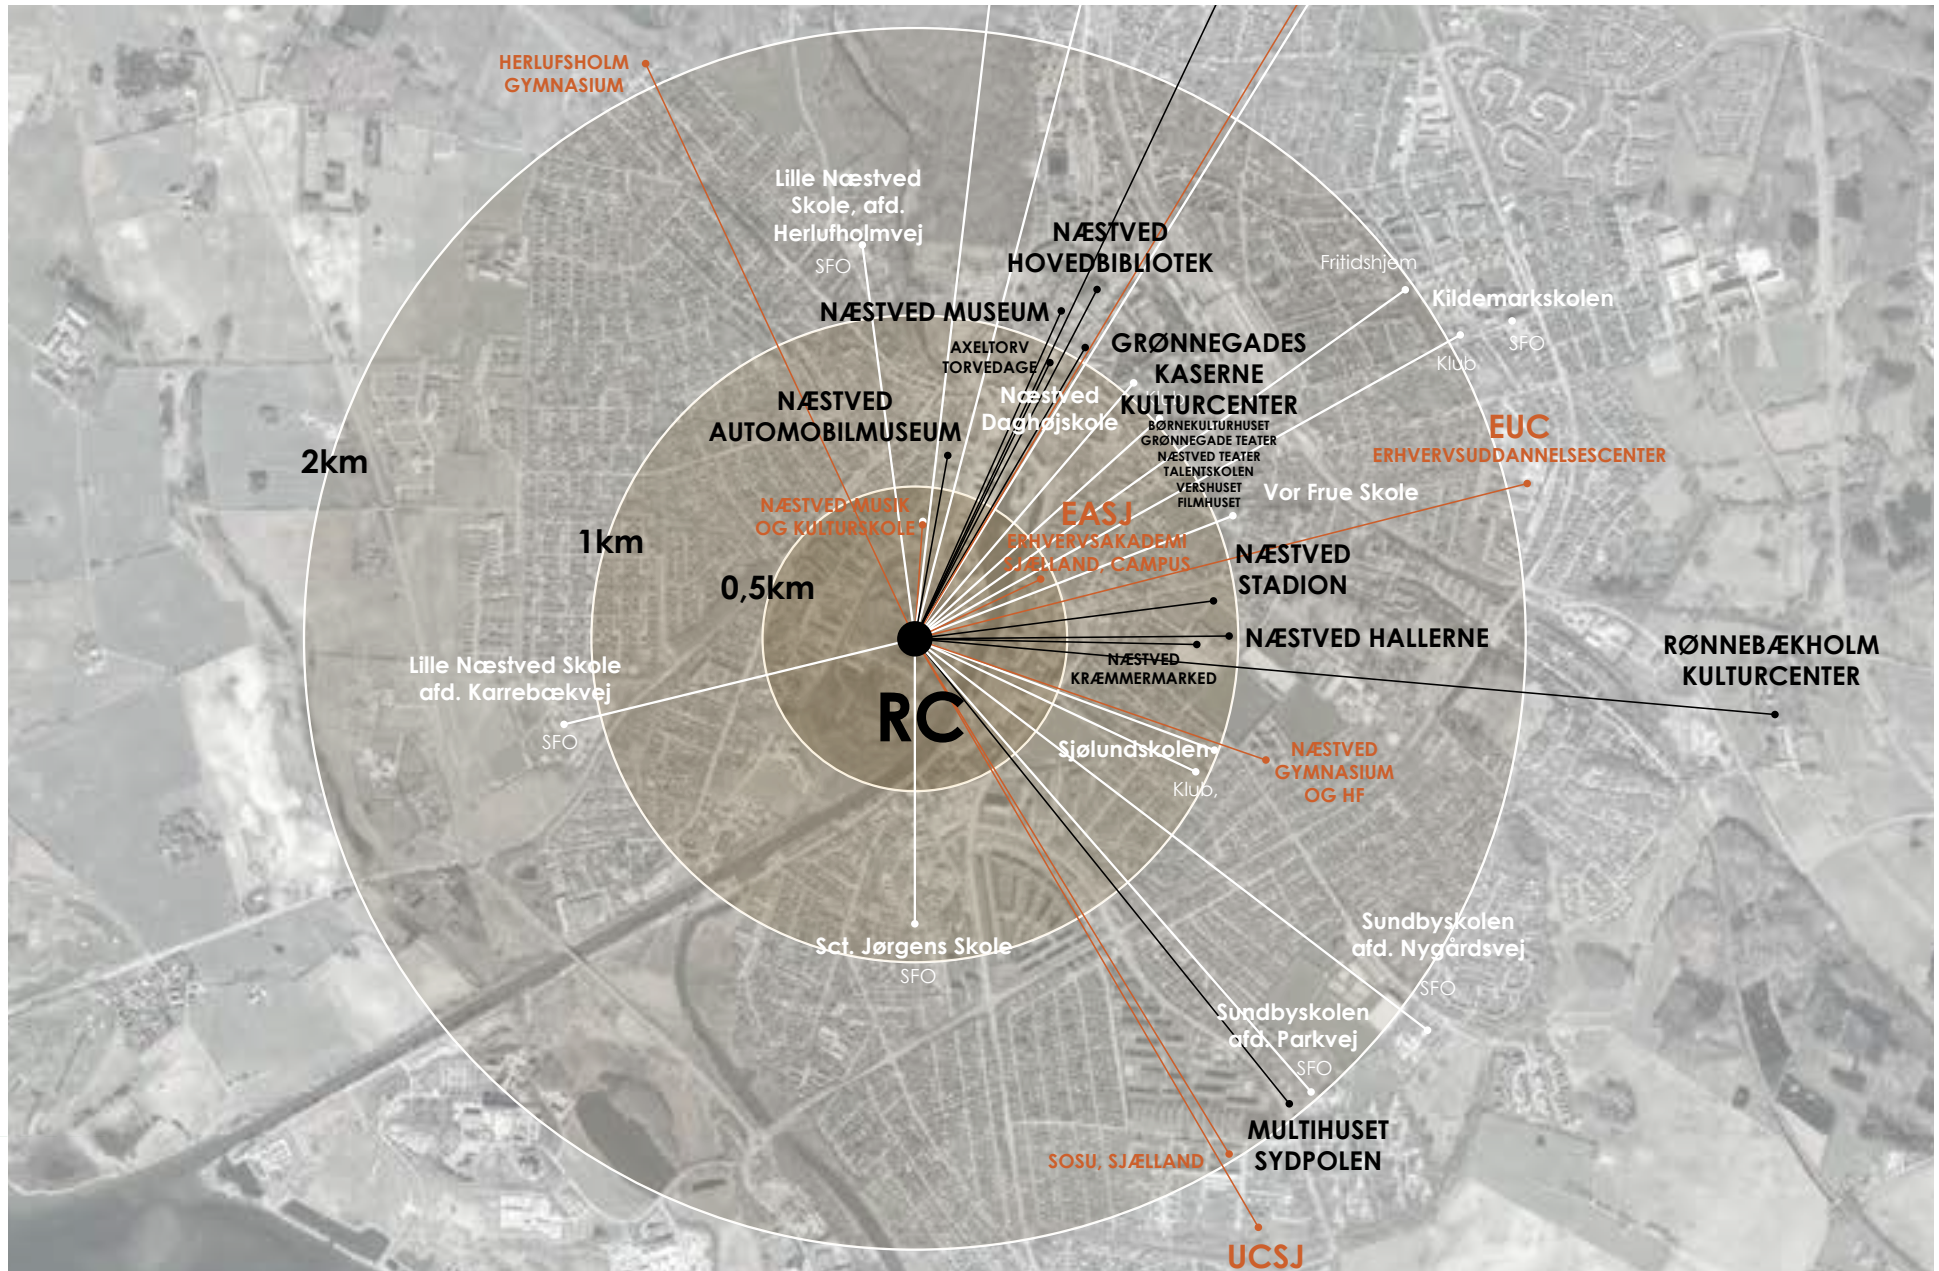 HERLUFSHOLM
GYMNASIUM
Lille Næstved
Skole, afd.
Herlufholmvej
SFO
NÆSTVED
HOVEDBIBLIOTEK
NÆSTVED MUSEUM
AXELTORV
TORVEDAGE
Næstved
Daghøjskole
GRØNNEGADES
KASERNE
KULTURCENTER
BØRNEKULTURHUSET
GRØNNEGADE TEATER
NÆSTVED TEATER
TALENTSKOLEN
VERSHUSET
FILMHUSET
Fritidshjem
Kildemarkskolen
SFO
Klub
NÆSTVED
AUTOMOBILMUSEUM
EUC
ERHVERVSUDDANNELSESCENTER
2km
1km
0,5km
NÆSTVED MUSIK
OG KULTURSKOLE
EASJ
ERHVERVSAKADEMI
SJÆLLAND, CAMPUS
Vor Frue Skole
NÆSTVED
STADION
NÆSTVED HALLERNE
NÆSTVED
KRÆMMERMARKED
RØNNEBÆKHOLM
KULTURCENTER
Lille Næstved Skole
afd. Karrebækvej
SFO
RC
Sjølundskolen
Klub,
NÆSTVED
GYMNASIUM
OG HF
Sct. Jørgens Skole
SFO
Sundbyskolen
afd. Nygårdsvej
SFO
Sundbyskolen
afd. Parkvej
SFO
MULTIHUSET
SYDPOLEN
SOSU, SJÆLLAND
UCSJ